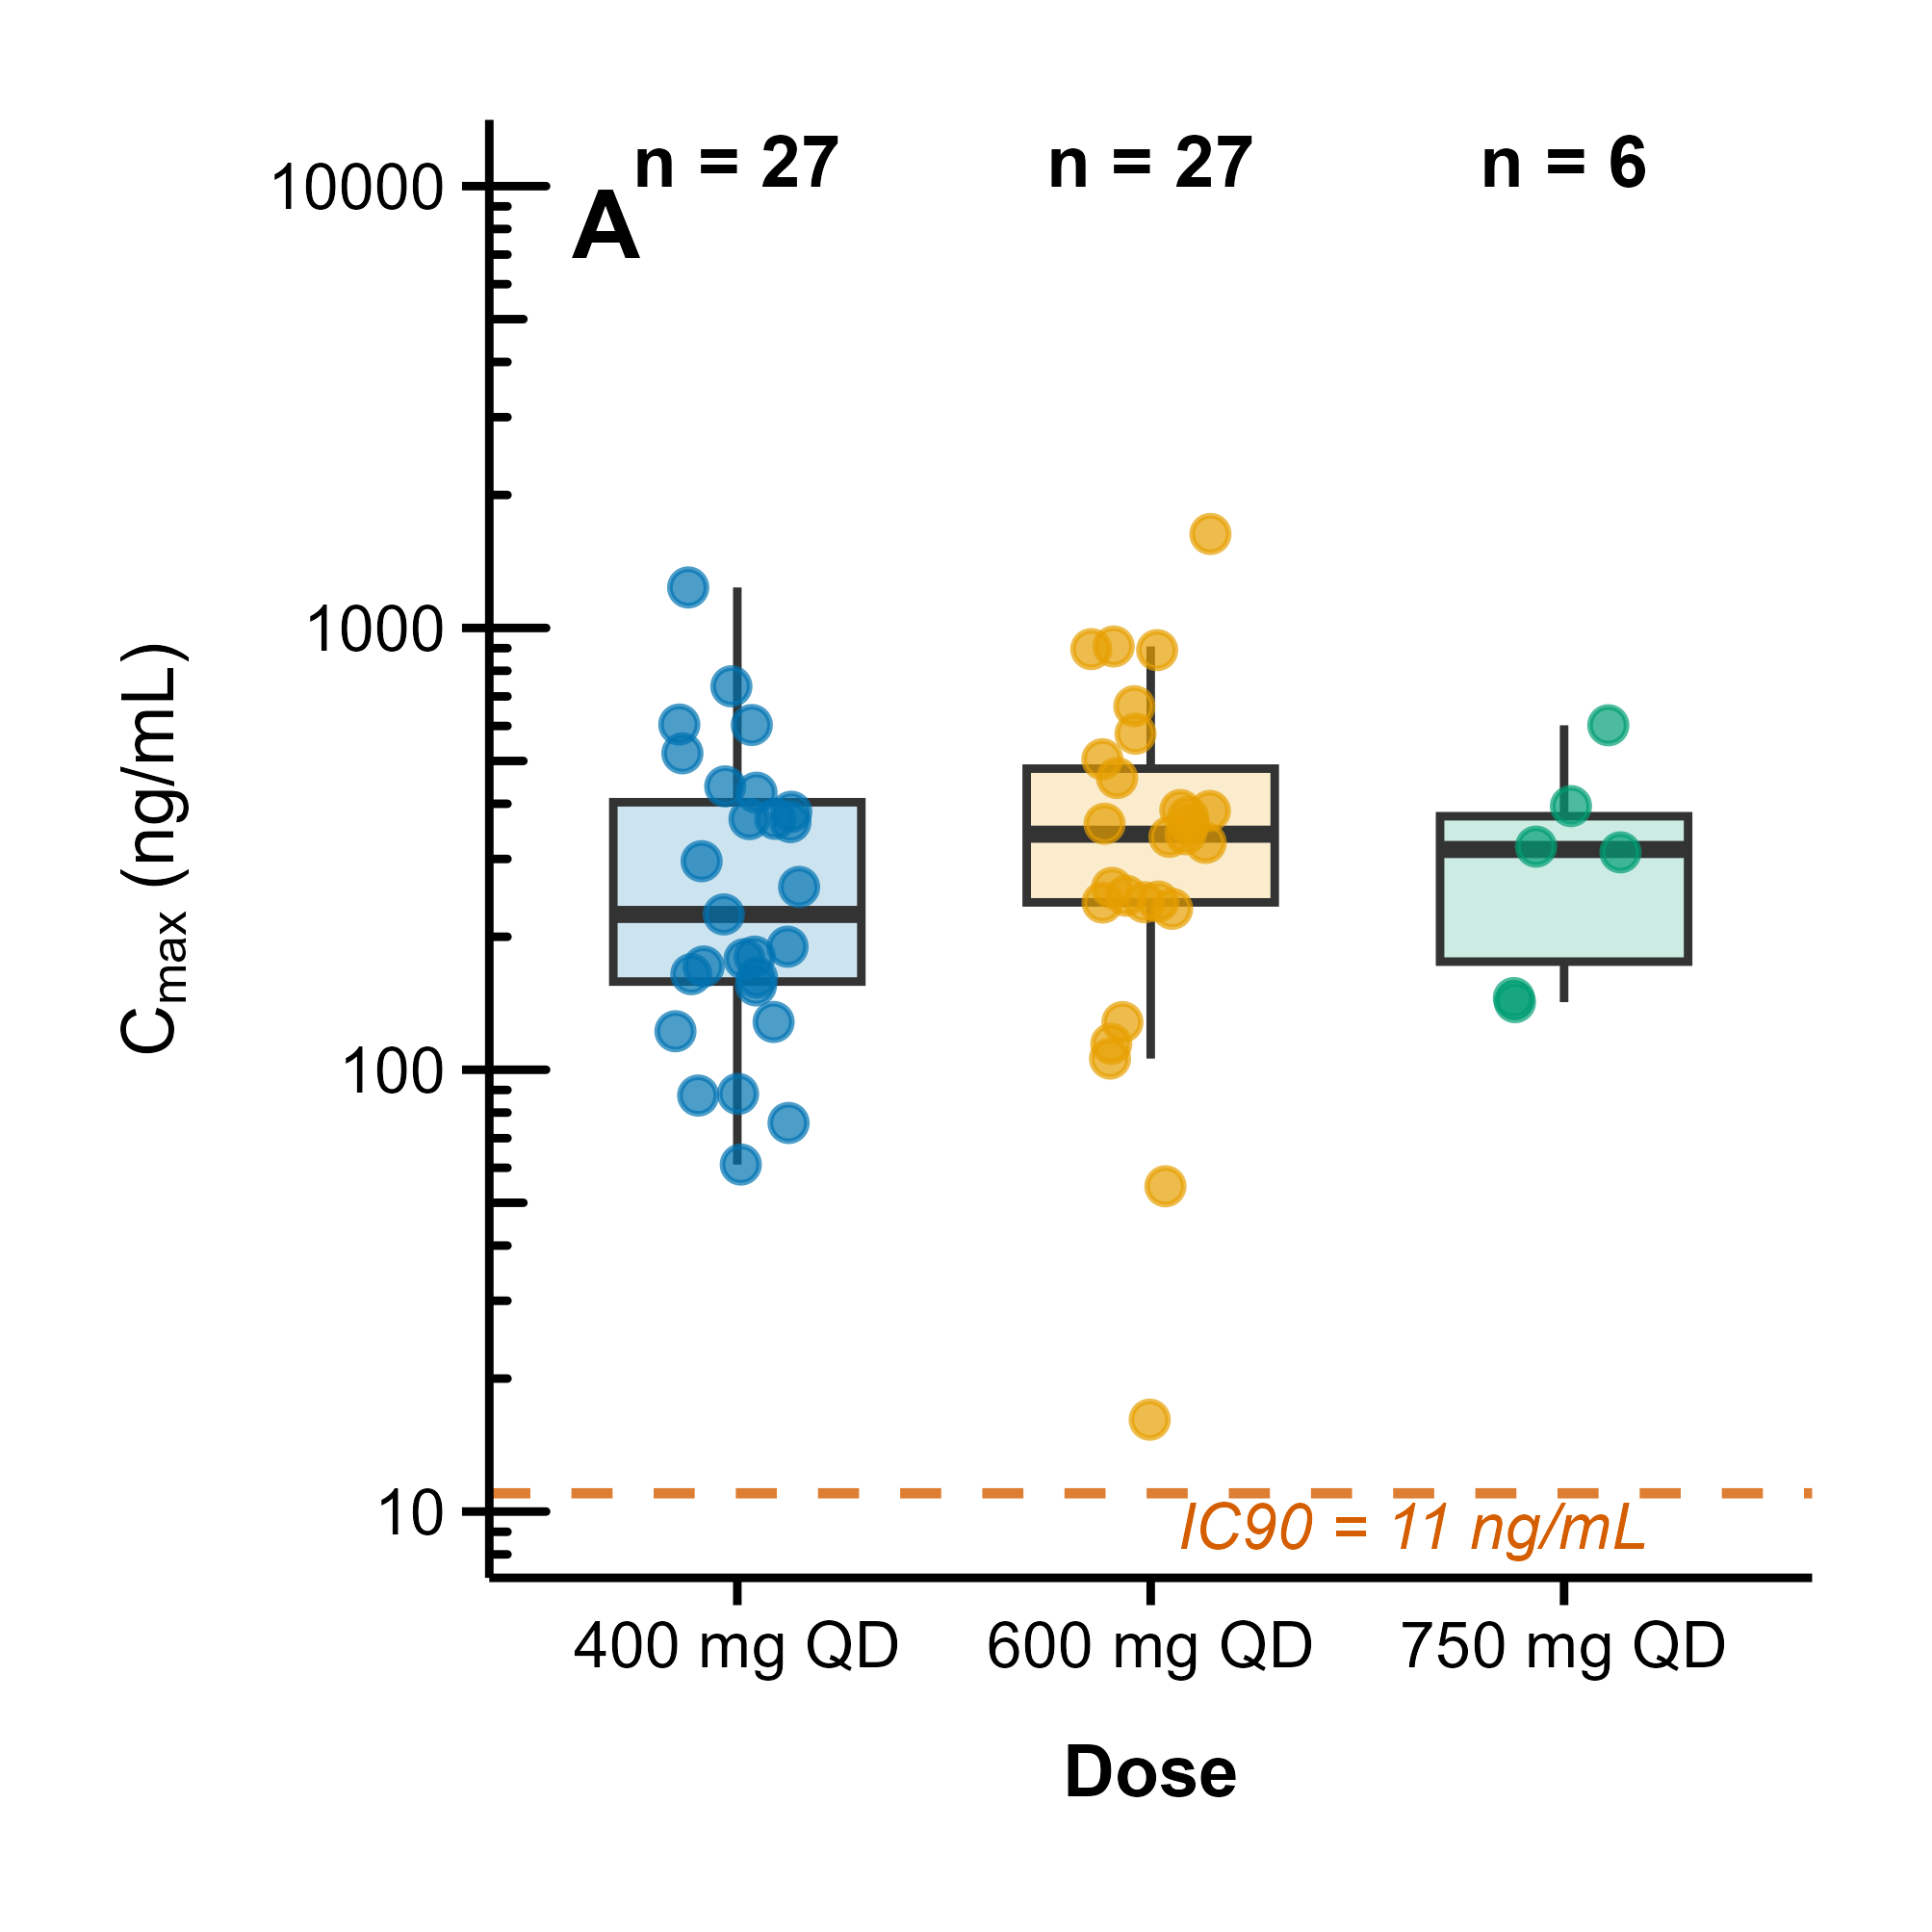 n = 27 n = 27 n = 6
A
10000
1000
100
10
Cmax (ng/mL)
IC90 = 11 ng/mL
400 mg QD 600 mg QD 750 mg QD
Dose